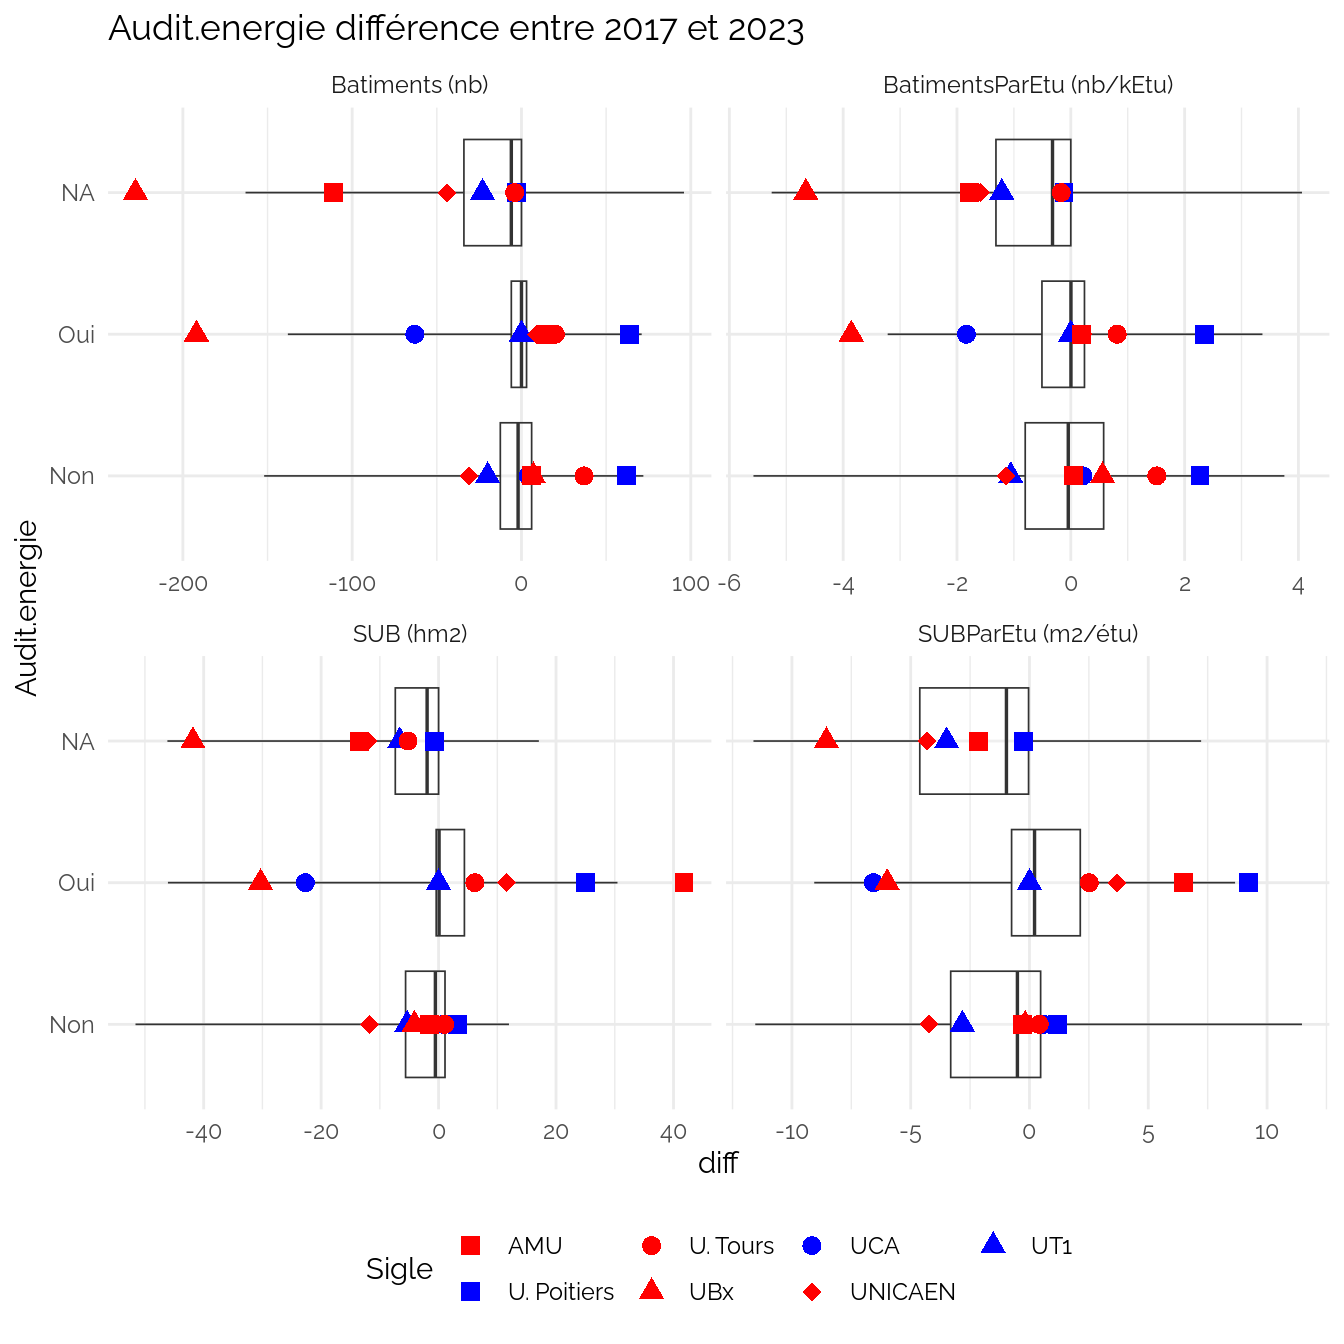 Audit.energie différence entre 2017 et 2023
Batiments (nb)
BatimentsParEtu (nb/kEtu)
NA
Oui
Non
-200 -100 0 100
-6 -4 -2 0 2 4
Audit.energie
SUB (hm2)
SUBParEtu (m2/étu)
NA
Oui
Non
-40 -20 0 20 40
-10 -5 0 5 10
diff
Sigle
AMU U. Tours UCA UT1
U. Poitiers UBx UNICAEN